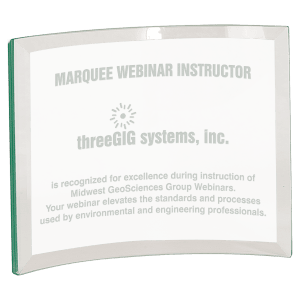 MARQUEE WEBINAR INSTRUCTOR
threeGIG systems, inc.
is recognized for excellence during instruction of
Midwest GeoSciences Group Webinars.
Your webinar elevates the standards and processes
used by environmental and engineering professionals.